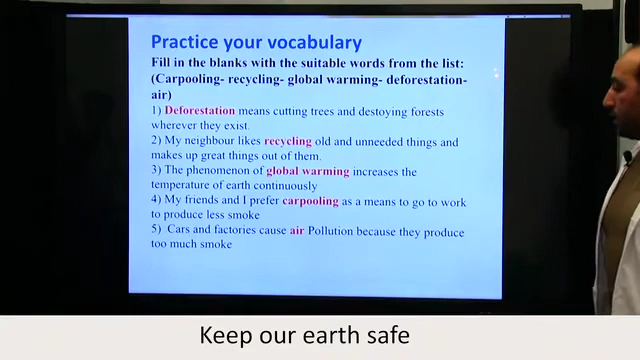 Practice your vocabulary
Fill in the blanks with the suitable words from the list:
(Carpooling- recycling- global warming- deforestation-
air)
1) Deforestation means cutting trees and destoying forests
wherever they exist.
2) My neighbour likes recycling old and unneeded things and
makes up great things out of them.
3) The phenomenon of global warming increases the
temperature of earth continuously
4) My friends and I prefer carpooling as a means to go to work
to produce less smoke
5) Cars and factories cause air Pollution because they produce
too much smoke
Keep our earth safe